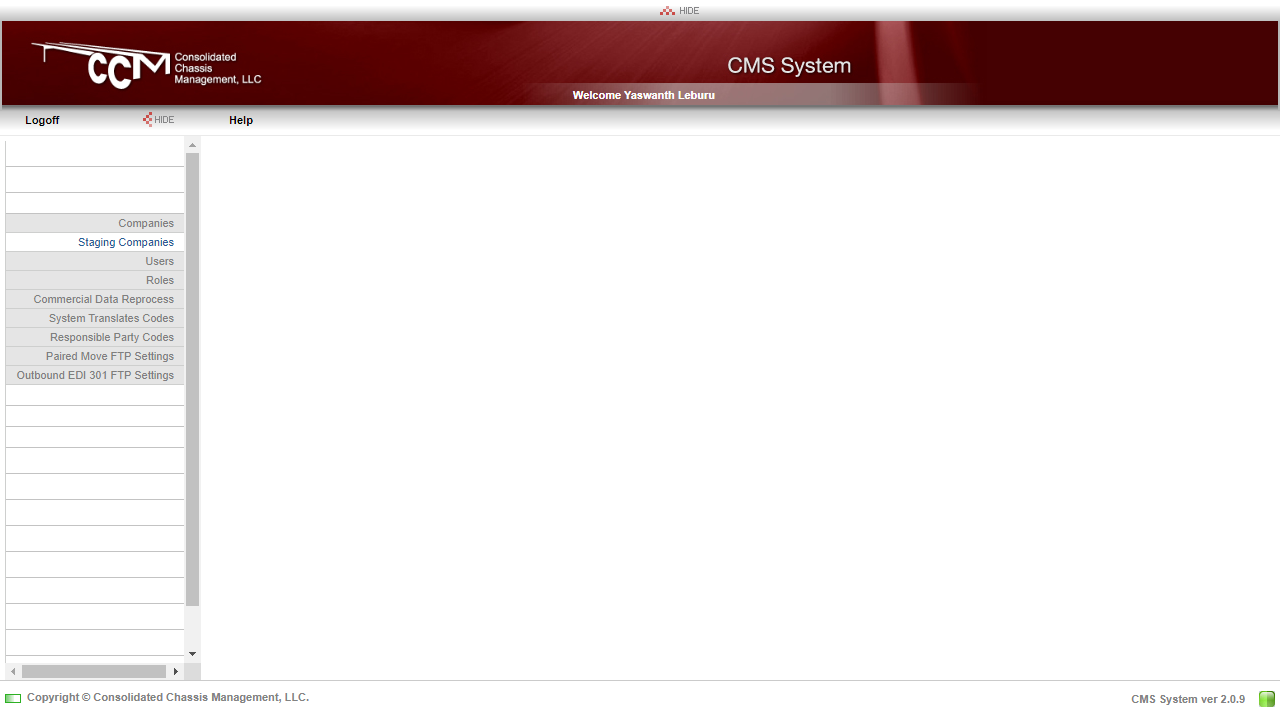 HIDE
CCM
Consolidated
Chassis
Management, LLC
CMS System
Welcome Yaswanth Leburu
Logoff
HIDE
Help
Companies
Staging Companies
Users
Roles
Commercial Data Reprocess
System Translates Codes
Responsible Party Codes
Paired Move FTP Settings
Outbound EDI 301 FTP Settings
Copyright © Consolidated Chassis Management, LLC.
CMS System ver 2.0.9